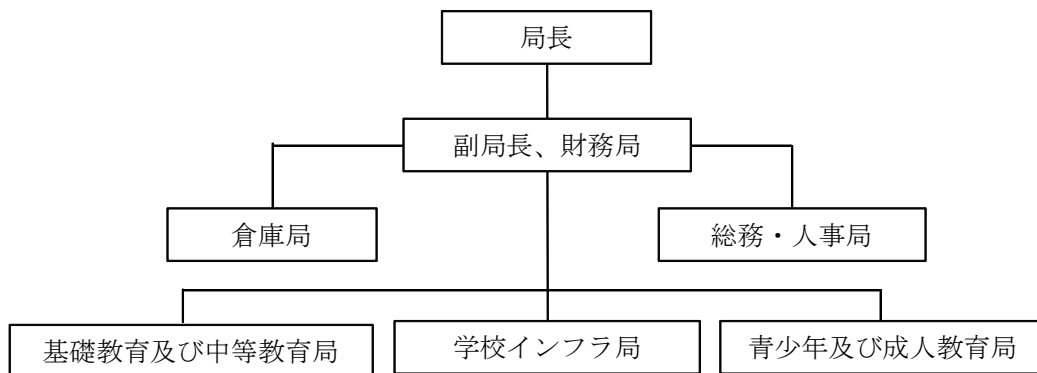 局長
副局長、財務局
倉庫局
総務・人事局
基礎教育及び中等教育局
学校インフラ局
青少年及び成人教育局